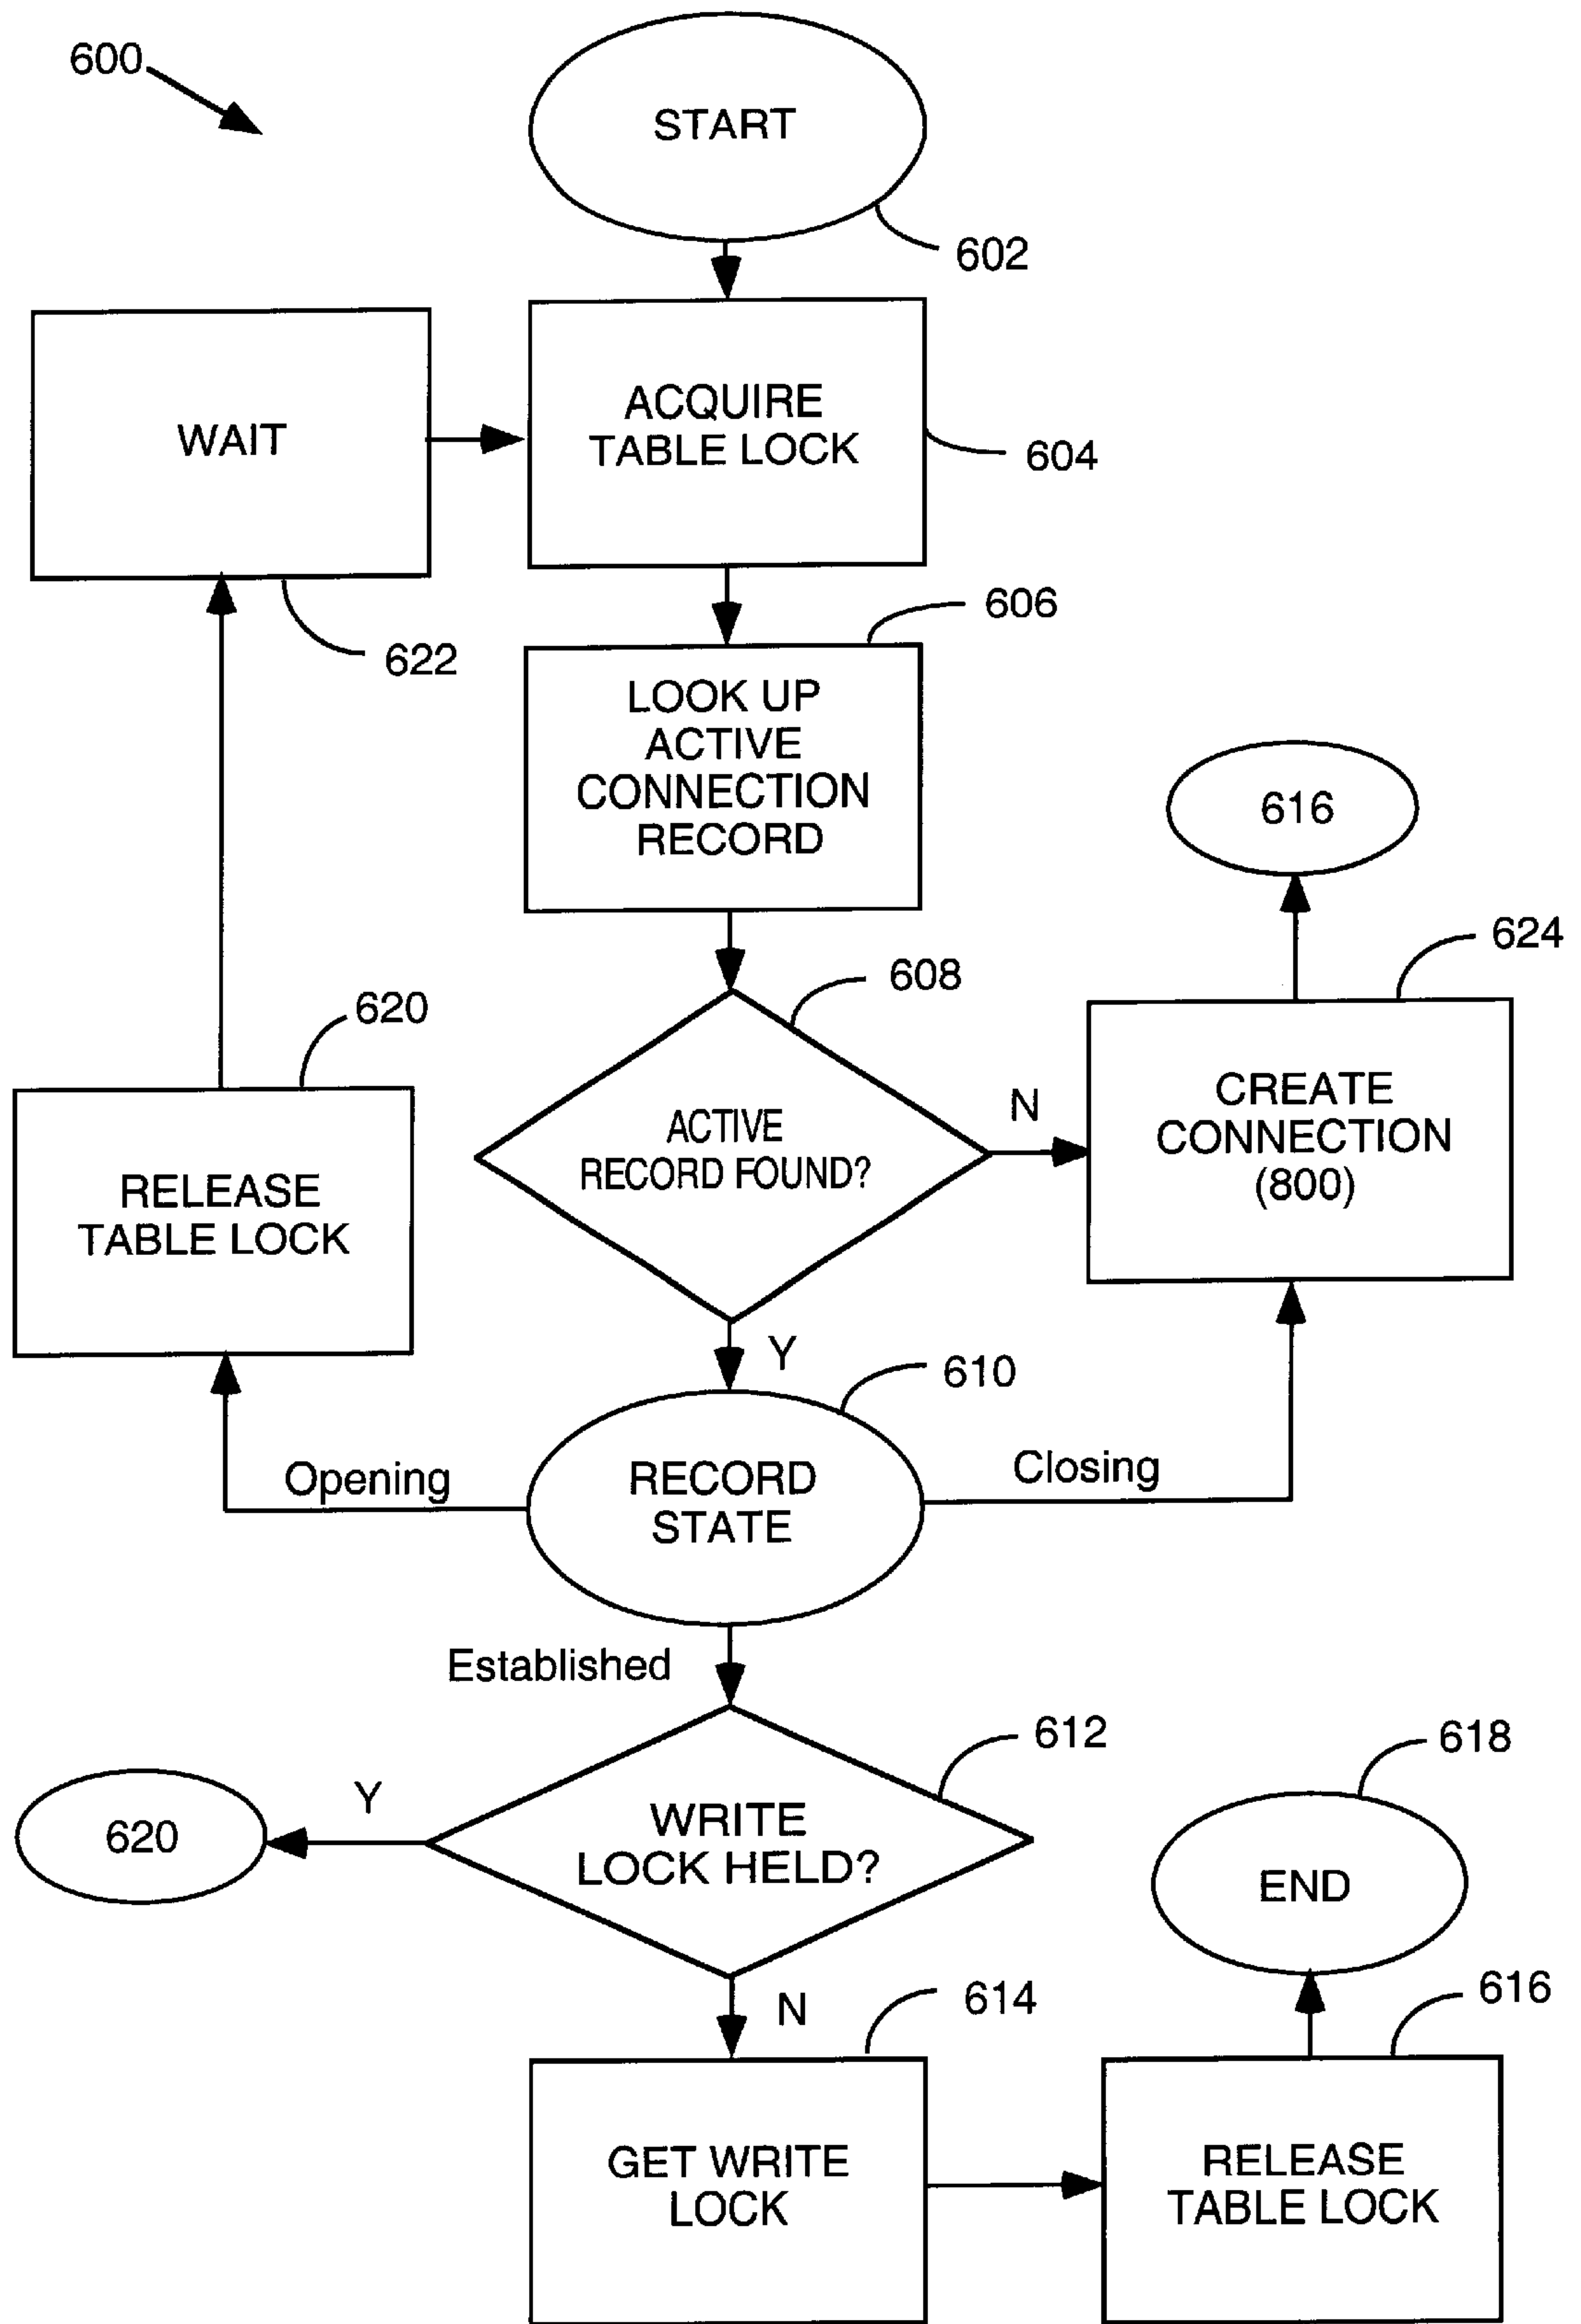 600
START
602
WAIT
ACQUIRE
TABLE LOCK
604
606
622
LOOK UP
ACTIVE
CONNECTION
RECORD
616
624
608
620
CREATE
CONNECTION
(800)
N
ACTIVE
RECORD FOUND?
RELEASE
TABLE LOCK
Y
610
Opening
RECORD
STATE
Closing
Established
612
618
Y
620
WRITE
LOCK HELD?
END
N
614
616
GET WRITE
LOCK
RELEASE
TABLE LOCK